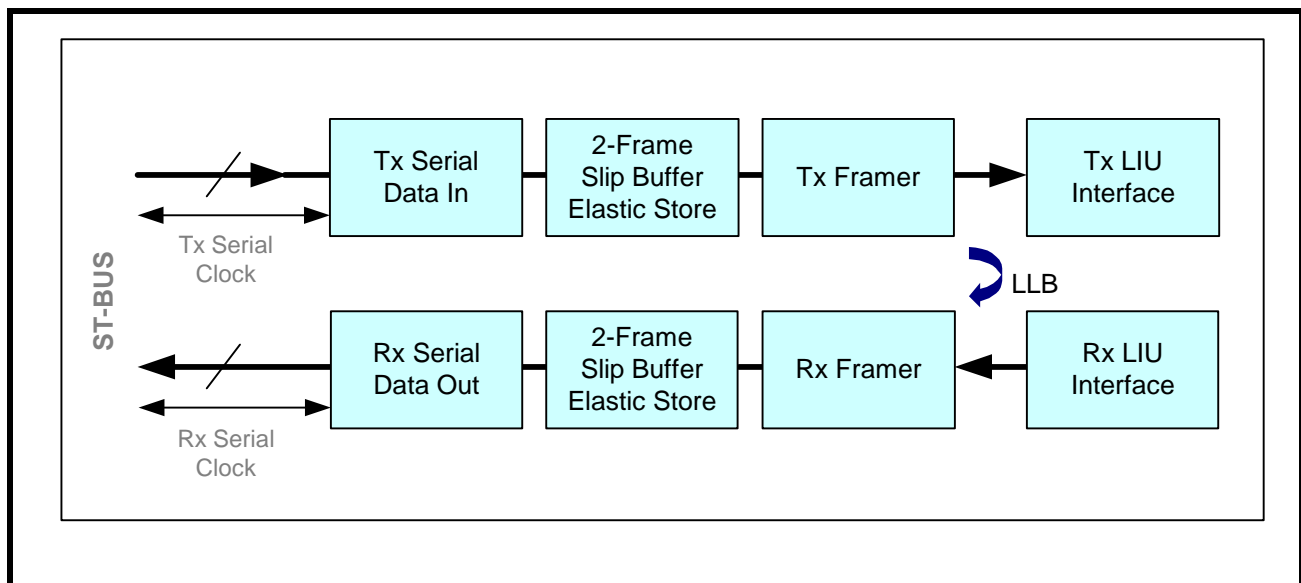 ST-BUS
Tx Serial
Data In
2-Frame
Slip Buffer
Elastic Store
Tx Framer
Tx LIU
Interface
Tx Serial
Clock
LLB
Rx Serial
Data Out
2-Frame
Slip Buffer
Elastic Store
Rx Framer
Rx LIU
Interface
Rx Serial
Clock